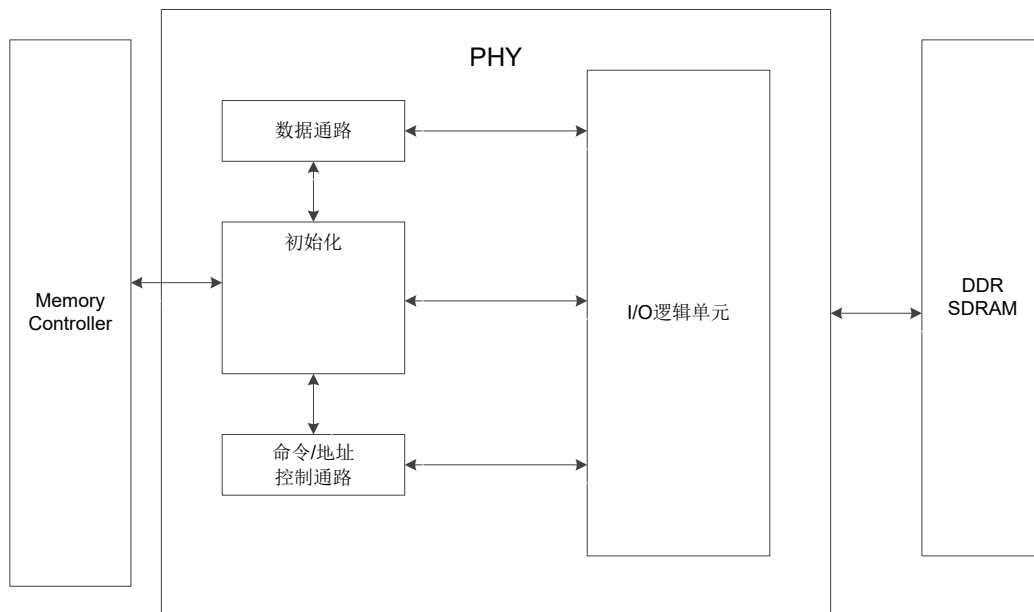 PHY
数据通路
初始化
Memory
Controller
I/O逻辑单元
DDR
SDRAM
命令/地址
控制通路